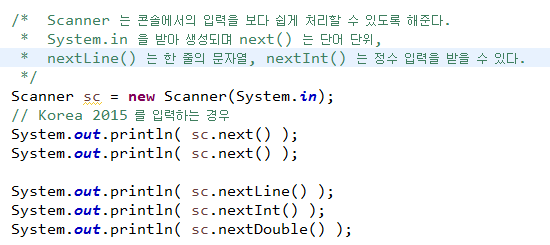 /*  Scanner 는 콘솔에서의 입력을 보다 쉽게 처리할 수 있도록 해준다.
*  System.in 을 받아 생성되며 next() 는 단어 단위,
*  nextLine() 는 한 줄의 문자열, nextInt() 는 정수 입력을 받을 수 있다.
*/
Scanner sc = new Scanner(System.in);
// Korea 2015 를 입력하는 경우
System.out.println( sc.next() );
System.out.println( sc.next() );
System.out.println( sc.nextLine() );
System.out.println( sc.nextInt() );
System.out.println( sc.nextDouble() );